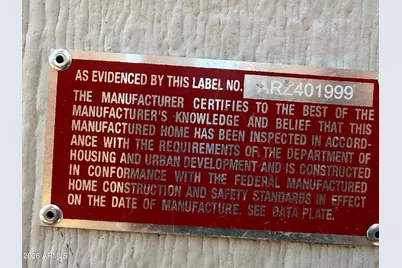 AS EVIDENCED BY THIS LABEL NO. ARZ401999
THE MANUFACTURER CERTIFIES TO THE BEST OF THE
MANUFACTURER'S KNOWLEDGE AND BELIEF THAT THIS
MANUFACTURED HOME HAS BEEN INSPECTED IN ACCORD-
ANCE WITH THE REQUIREMENTS OF THE DEPARTMENT OF
HOUSING AND URBAN DEVELOPMENT AND IS CONSTRUCTED
IN CONFORMANCE WITH THE FEDERAL MANUFACTURED
HOME CONSTRUCTION AND SAFETY STANDARDS IN EFFECT
ON THE DATE OF MANUFACTURE. SEE DATA PLATE.
2026 ARMLS